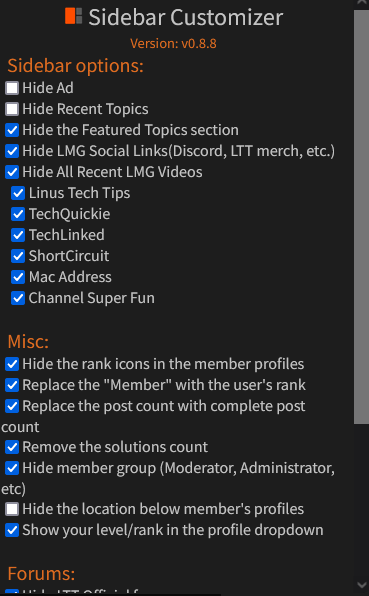 Sidebar Customizer
Version: v0.8.8
Sidebar options:
Hide Ad
Hide Recent Topics
Hide the Featured Topics section
Hide LMG Social Links(Discord, LTT merch, etc.)
Hide All Recent LMG Videos
Linus Tech Tips
TechQuickie
TechLinked
ShortCircuit
Mac Address
Channel Super Fun
Misc:
Hide the rank icons in the member profiles
Replace the "Member" with the user's rank
Replace the post count with complete post
count
Remove the solutions count
Hide member group (Moderator, Administrator,
etc)
Hide the location below member's profiles
Show your level/rank in the profile dropdown
Forums:
Hide LTT Official